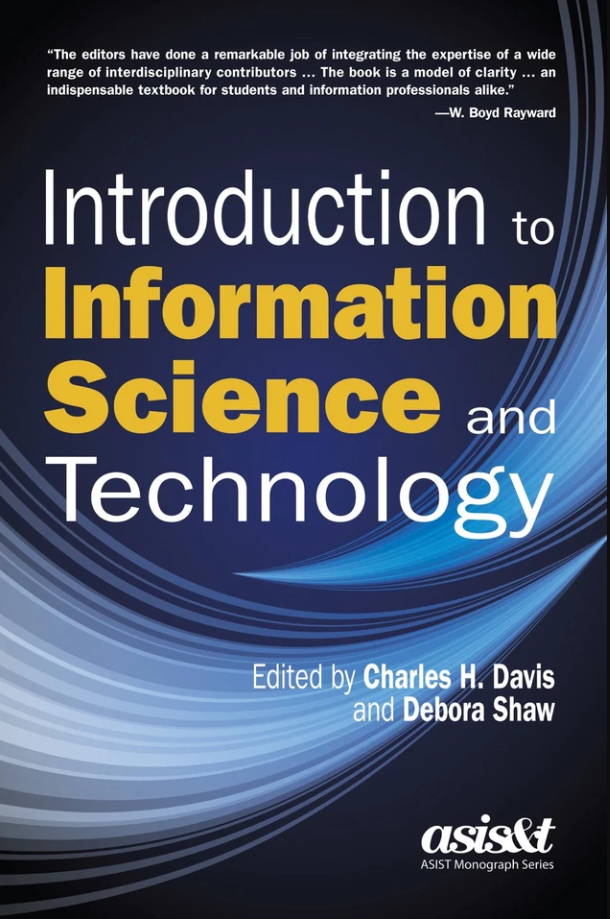 “The editors have done a remarkable job of integrating the expertise of a wide
range of interdisciplinary contributors … The book is a model of clarity … an
indispensable textbook for students and information professionals alike.”
—W. Boyd Rayward
Introduction to
Information
Science and
Technology
Edited by Charles H. Davis
and Debora Shaw
asis&t
ASIST Monograph Series